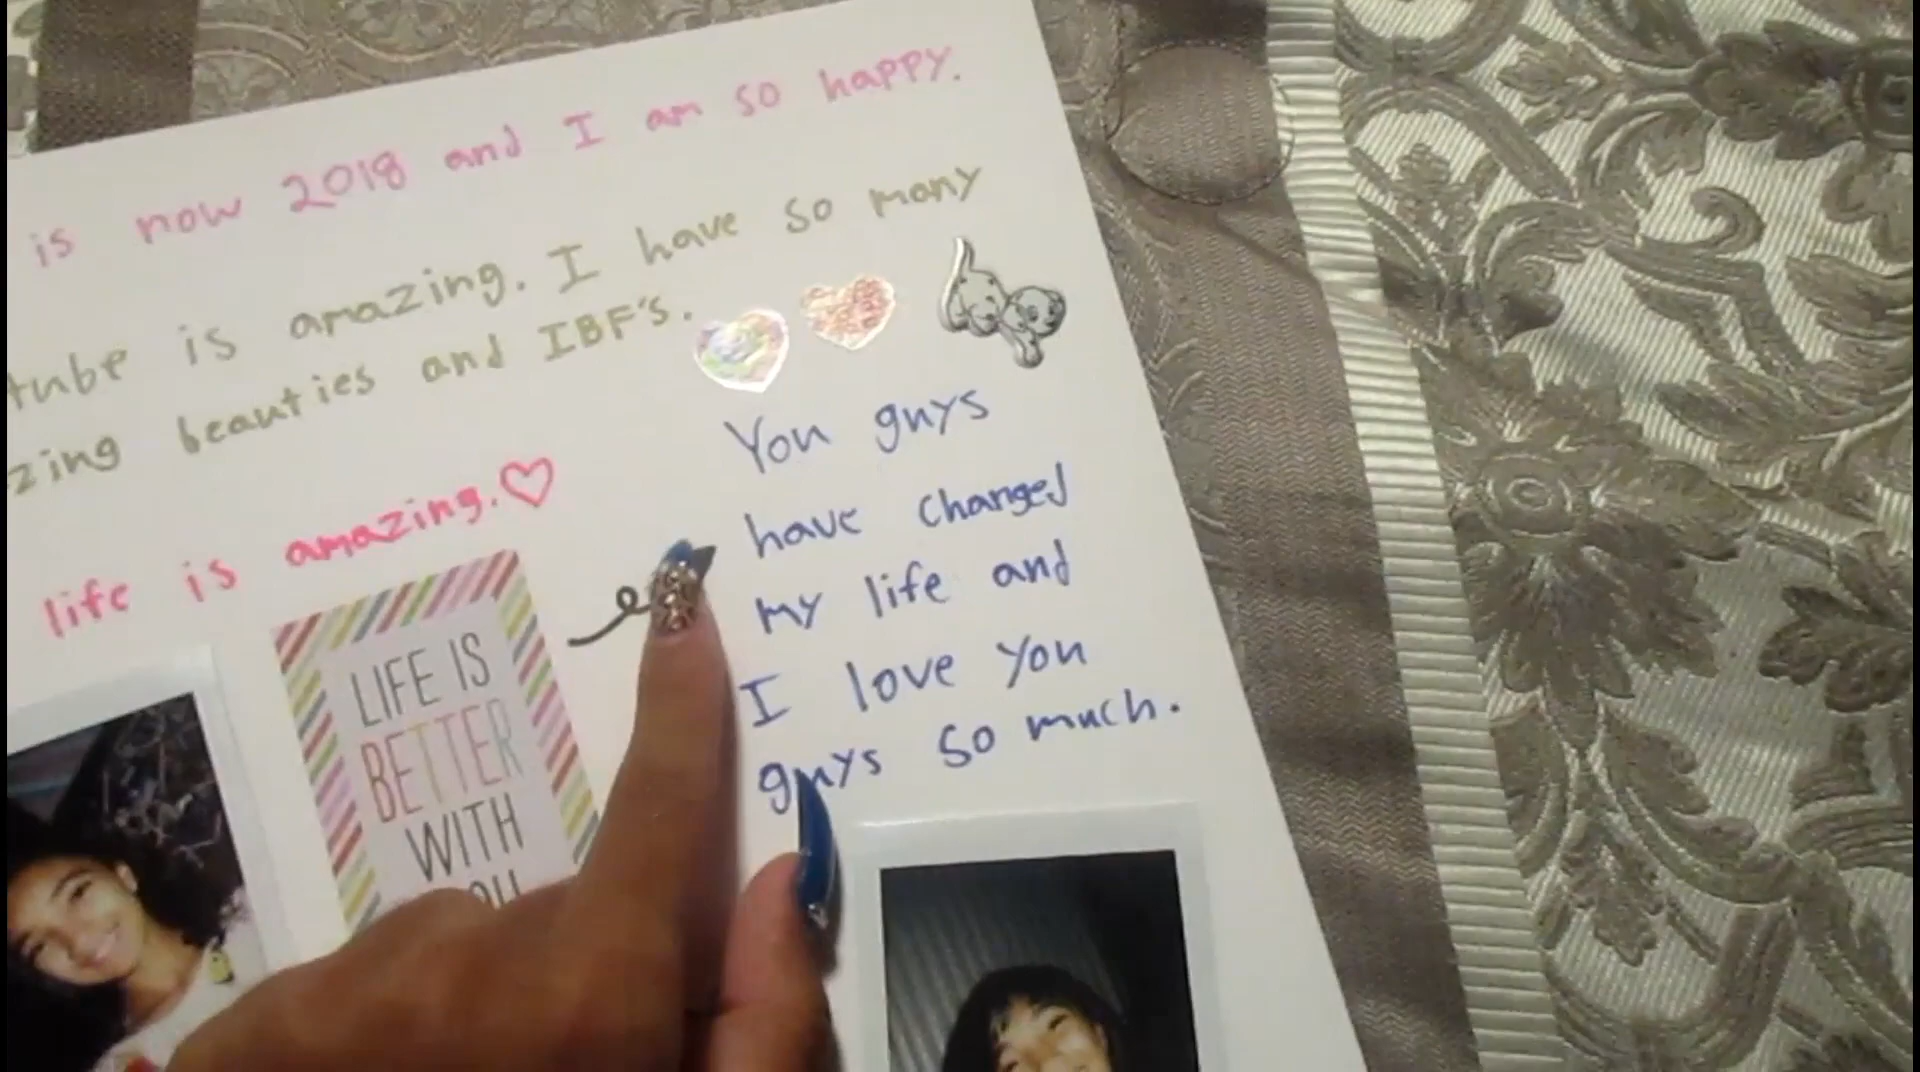 is now 2018 and I am so happy.
tube is amazing. I have so many
zing beauties and IBF's.
life is amazing.♡
LIFE IS
BETTER
WITH
OU
You guys
have changed
my life and
I love you
guys so much.